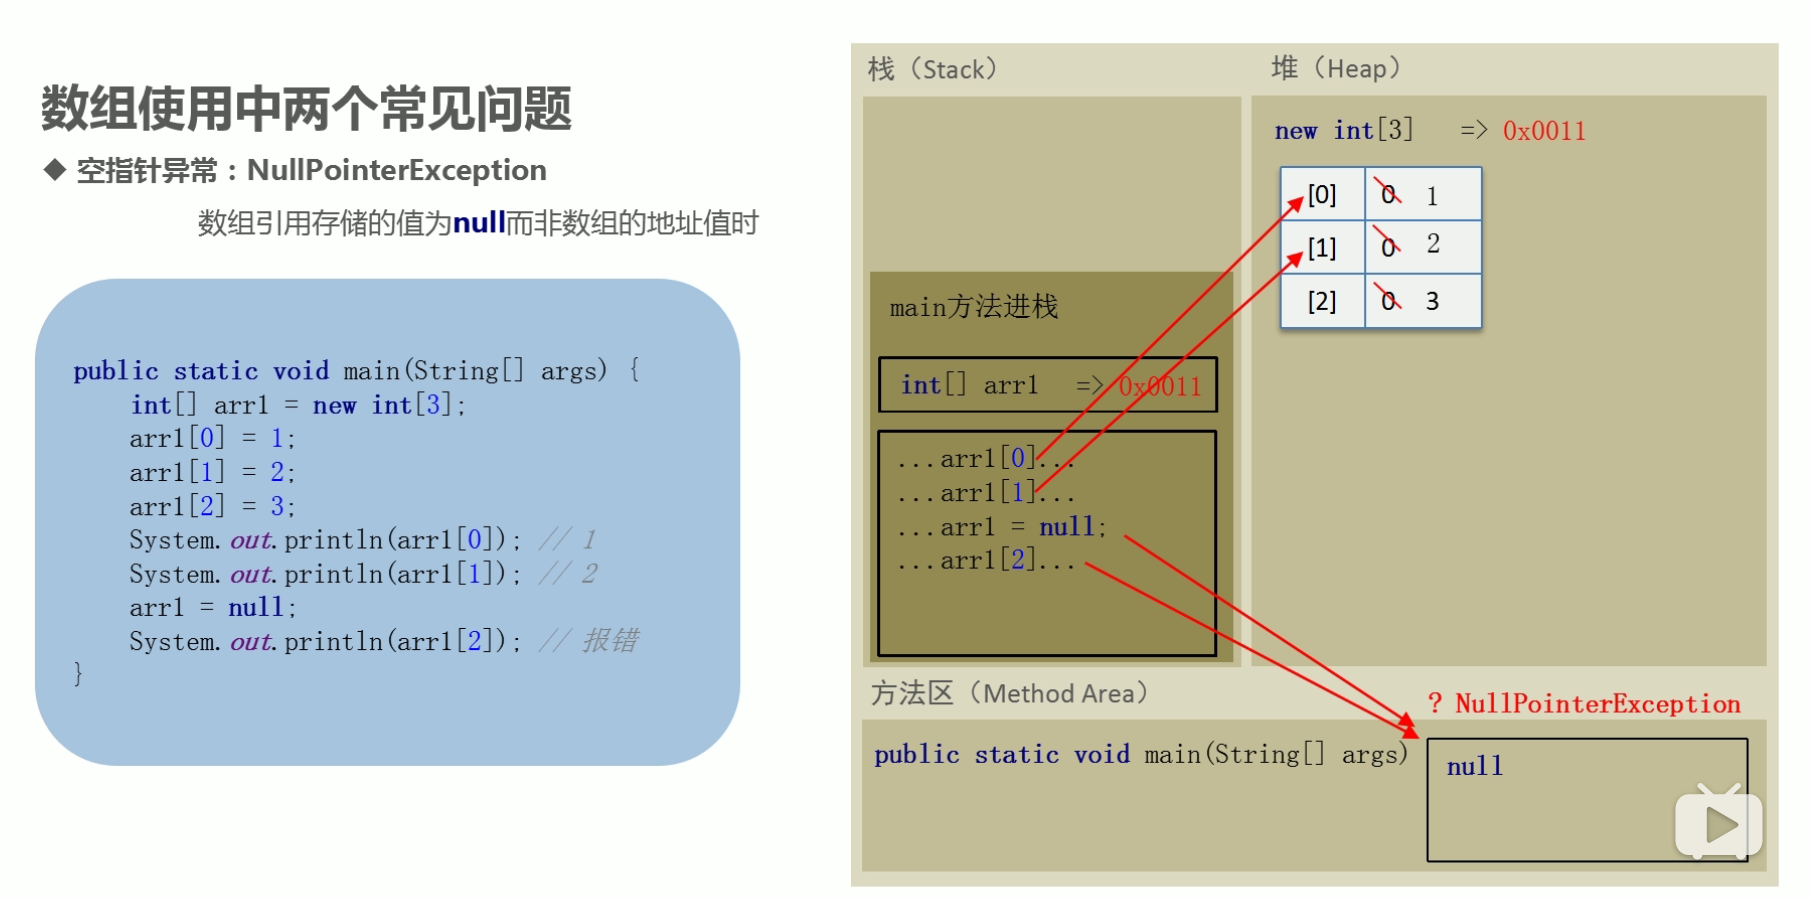 数组使用中两个常见问题
◆ 空指针异常：NullPointerException
数组引用存储的值为null而非数组的地址值时
public static void main(String[] args) {
int[] arr1 = new int[3];
arr1[0] = 1;
arr1[1] = 2;
arr1[2] = 3;
System.out.println(arr1[0]); // 1
System.out.println(arr1[1]); // 2
arr1 = null;
System.out.println(arr1[2]); // 报错
}
栈（Stack）
main方法进栈
int[] arr1 => 0x0011
...arr1[0]...
...arr1[1]...
...arr1 = null;
...arr1[2]...
堆（Heap）
new int[3] => 0x0011
[0] 0 1
[1] 0 2
[2] 0 3
方法区（Method Area）
public static void main(String[] args)
? NullPointerException
null